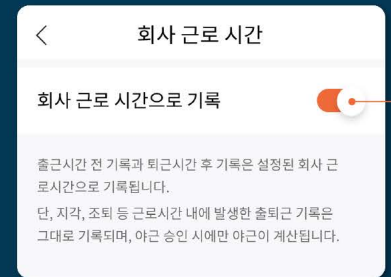 회사 근로 시간
회사 근로 시간으로 기록
출근시간 전 기록과 퇴근시간 후 기록은 설정된 회사 근
로시간으로 기록됩니다.
단, 지각, 조퇴 등 근로시간 내에 발생한 출퇴근 기록은
그대로 기록되며, 야근 승인 시에만 야근이 계산됩니다.